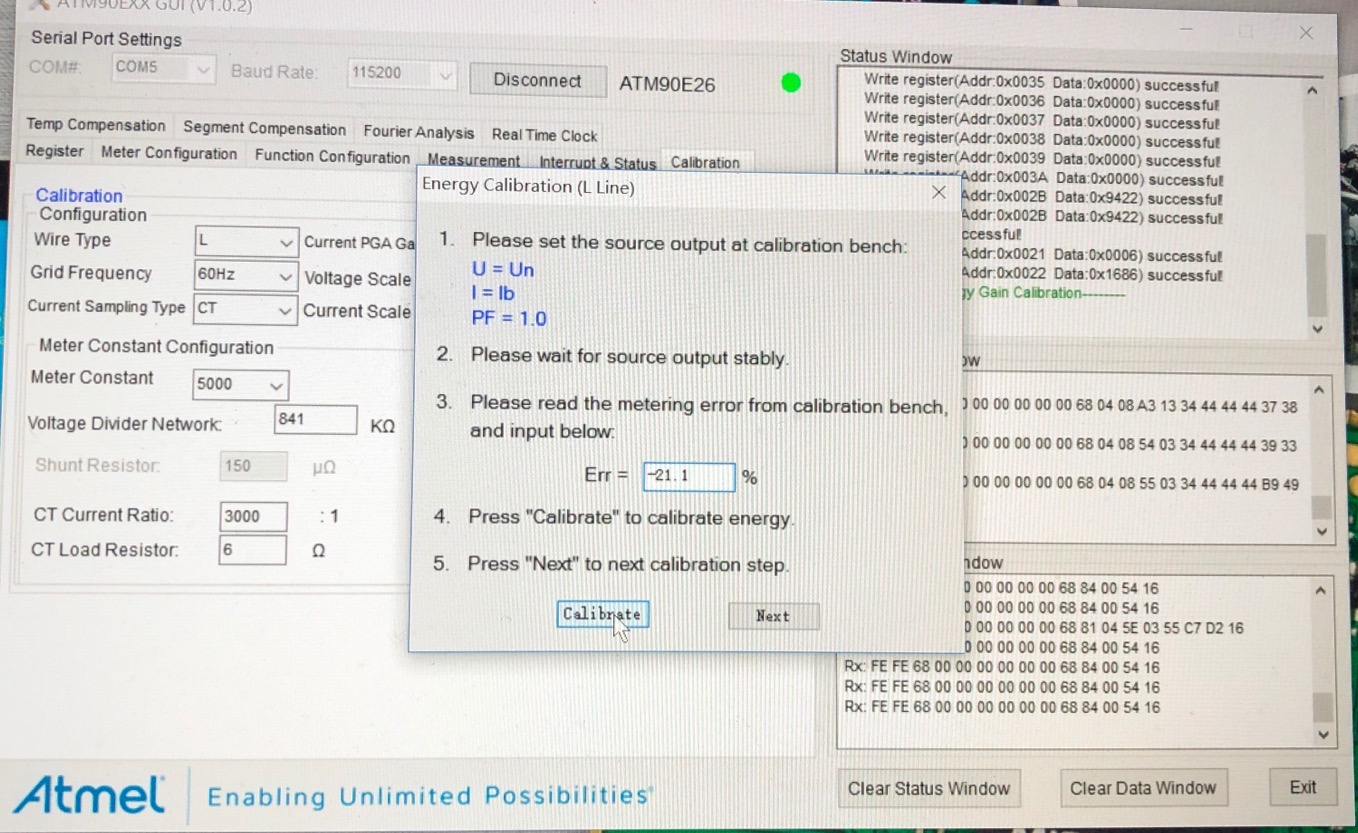 ATM90EXX GUI (V1.0.2)
Serial Port Settings
COM#: COM5 Baud Rate: 115200 Disconnect ATM90E26
Temp Compensation Segment Compensation Fourier Analysis Real Time Clock
Register Meter Configuration Function Configuration Measurement Interrupt & Status Calibration
Calibration
Configuration
Wire Type L Current PGA Ga
Grid Frequency 60Hz Voltage Scale
Current Sampling Type CT Current Scale
Meter Constant Configuration
Meter Constant 5000
Voltage Divider Network: 841 KΩ
Shunt Resistor: 150 μΩ
CT Current Ratio: 3000 : 1
CT Load Resistor: 6 Ω
Energy Calibration (L Line)
1. Please set the source output at calibration bench:
U = Un
I = Ib
PF = 1.0
2. Please wait for source output stably.
3. Please read the metering error from calibration bench,
and input below:
Err = -21.1 %
4. Press "Calibrate" to calibrate energy.
5. Press "Next" to next calibration step.
Calibrate Next
Status Window
Write register(Addr:0x0035 Data:0x0000) successful!
Write register(Addr:0x0036 Data:0x0000) successful!
Write register(Addr:0x0037 Data:0x0000) successful!
Write register(Addr:0x0038 Data:0x0000) successful!
Write register(Addr:0x0039 Data:0x0000) successful!
Addr:0x003A Data:0x0000) successful!
Addr:0x002B Data:0x9422) successful!
Addr:0x002B Data:0x9422) successful!
ccessful!
Addr:0x0021 Data:0x0006) successful!
Addr:0x0022 Data:0x1686) successful!
gy Gain Calibration---------
ow
0 00 00 00 00 00 68 04 08 A3 13 34 44 44 44 37 38
0 00 00 00 00 00 68 04 08 54 03 34 44 44 44 39 33
0 00 00 00 00 00 68 04 08 55 03 34 44 44 44 B9 49
ndow
0 00 00 00 00 00 68 84 00 54 16
0 00 00 00 00 00 68 84 00 54 16
0 00 00 00 00 00 68 81 04 5E 03 55 C7 D2 16
0 00 00 00 00 00 68 84 00 54 16
Rx: FE FE 68 00 00 00 00 00 00 68 84 00 54 16
Rx: FE FE 68 00 00 00 00 00 00 68 84 00 54 16
Rx: FE FE 68 00 00 00 00 00 00 68 84 00 54 16
Atmel Enabling Unlimited Possibilities
Clear Status Window Clear Data Window Exit